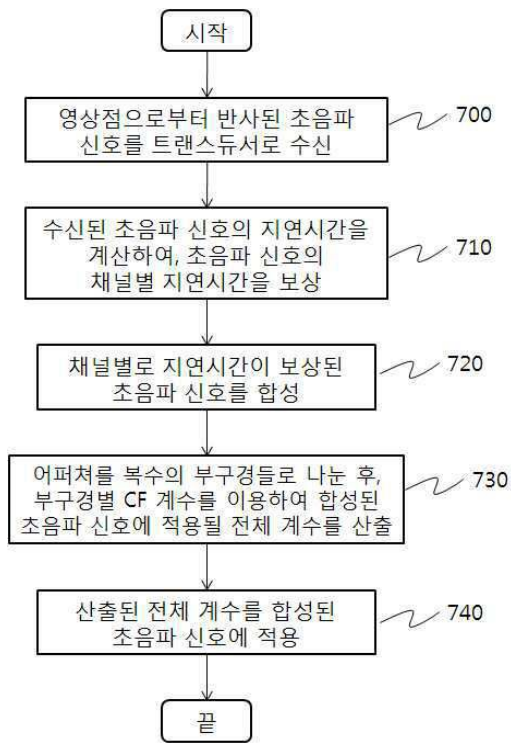 시작
영상점으로부터 반사된 초음파
신호를 트랜스듀서로 수신
700
수신된 초음파 신호의 지연시간을
계산하여, 초음파 신호의
채널별 지연시간을 보상
710
채널별로 지연시간이 보상된
초음파 신호를 합성
720
어퍼쳐를 복수의 부구경들로 나눈 후,
부구경별 CF 계수를 이용하여 합성된
초음파 신호에 적용될 전체 계수를 산출
730
산출된 전체 계수를 합성된
초음파 신호에 적용
740
끝